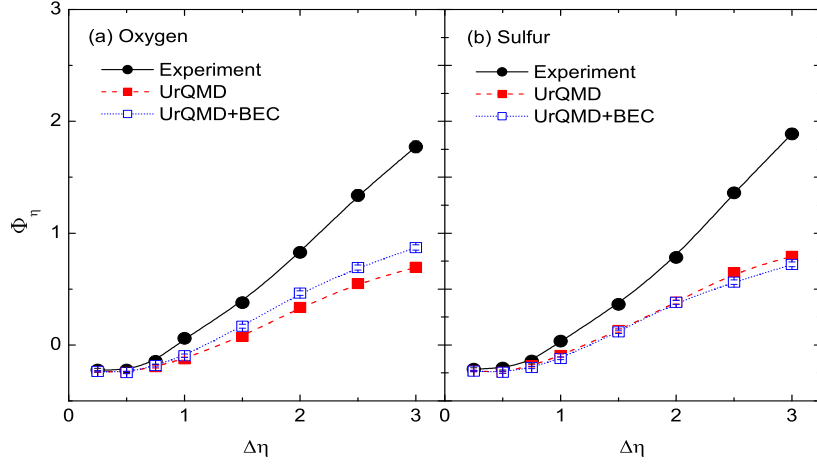 3
2
1
0
Φ η
(a) Oxygen
Experiment
UrQMD
UrQMD+BEC
0 1 2 3
Δη
(b) Sulfur
Experiment
UrQMD
UrQMD+BEC
0 1 2 3
Δη